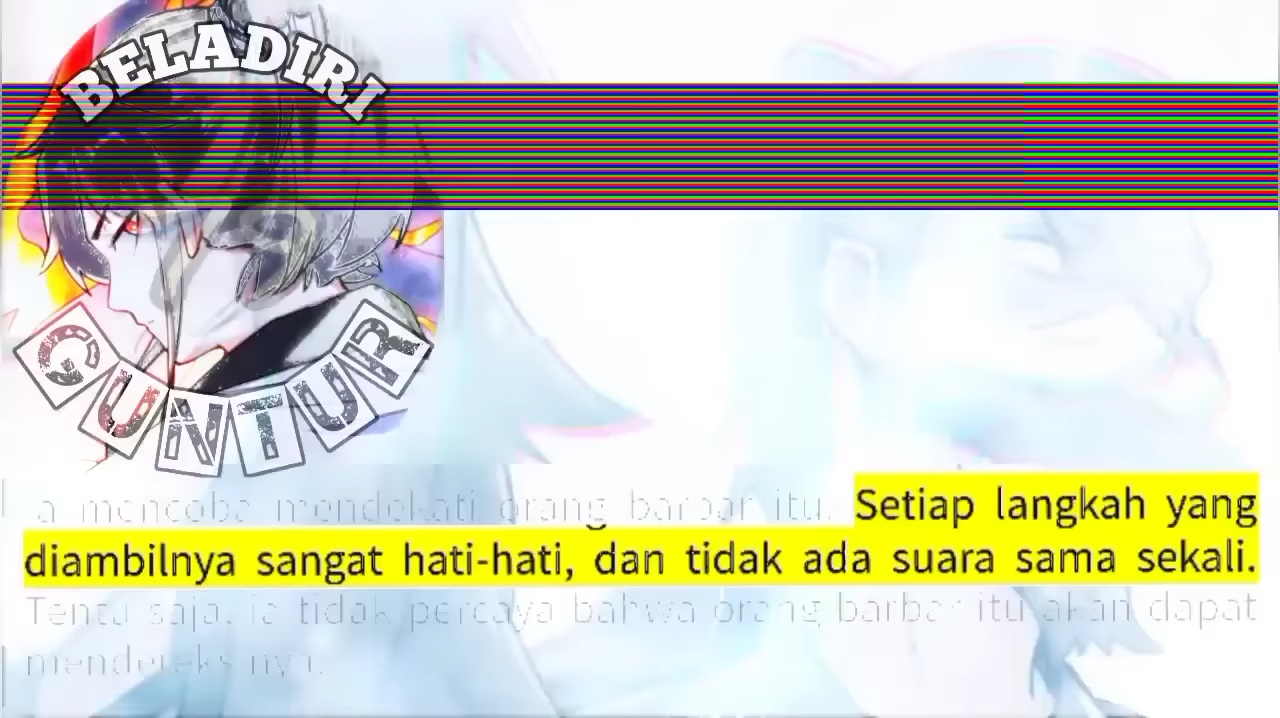 BELADIRI
GUNTUR
Ia mencoba mendekati orang barbar itu. Setiap langkah yang
diambilnya sangat hati-hati, dan tidak ada suara sama sekali.
Tentu saja, ia tidak percaya bahwa orang barbar itu akan dapat
mendeteksinya.